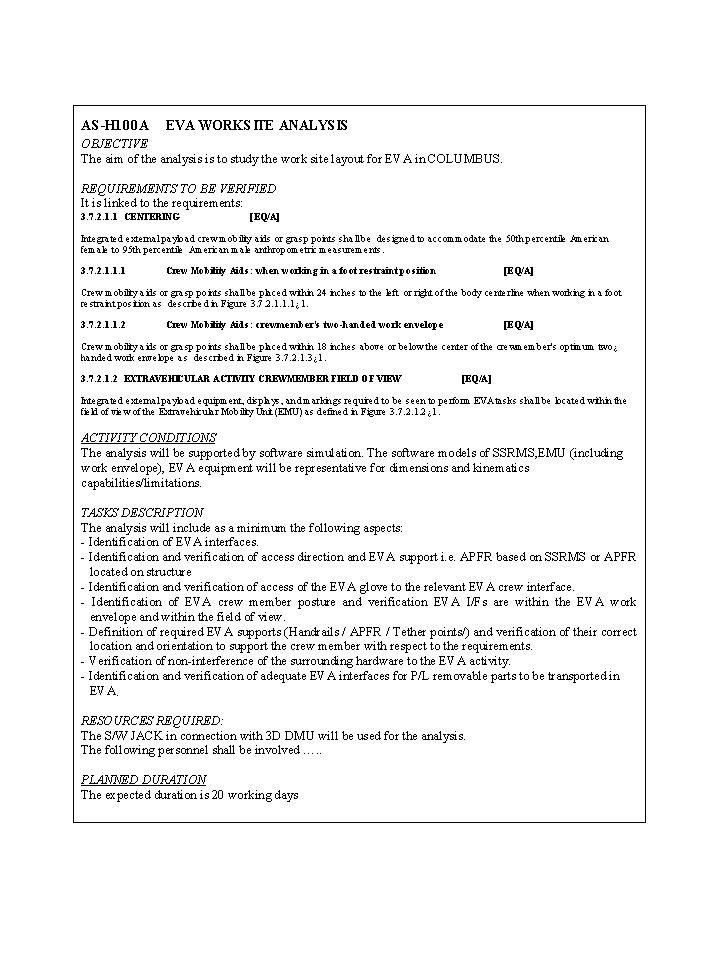 AS-H100A EVA WORKSITE ANALYSIS
OBJECTIVE
The aim of the analysis is to study the work site layout for EVA in COLUMBUS.
REQUIREMENTS TO BE VERIFIED
It is linked to the requirements:
3.7.2.1.1 CENTERING [EQ/A]
Integrated external payload crew mobility aids or grasp points shall be designed to accommodate the 50th percentile American
female to 95th percentile American male anthropometric measurements.
3.7.2.1.1.1 Crew Mobility Aids: when working in a foot restraint position [EQ/A]
Crew mobility aids or grasp points shall be placed within 24 inches to the left or right of the body centerline when working in a foot
restraint position as described in Figure 3.7.2.1.1.1¿1.
3.7.2.1.1.2 Crew Mobility Aids: crewmember's two-handed work envelope [EQ/A]
Crew mobility aids or grasp points shall be placed within 18 inches above or below the center of the crewmember's optimum two¿
handed work envelope as described in Figure 3.7.2.1.3¿1.
3.7.2.1.2 EXTRAVEHICULAR ACTIVITY CREWMEMBER FIELD OF VIEW [EQ/A]
Integrated external payload equipment, displays, and markings required to be seen to perform EVA tasks shall be located within the
field of view of the Extravehicular Mobility Unit (EMU) as defined in Figure 3.7.2.1.2¿1.
ACTIVITY CONDITIONS
The analysis will be supported by software simulation. The software models of SSRMS,EMU (including
work envelope), EVA equipment will be representative for dimensions and kinematics
capabilities/limitations.
TASKS DESCRIPTION
The analysis will include as a minimum the following aspects:
- Identification of EVA interfaces.
- Identification and verification of access direction and EVA support i.e. APFR based on SSRMS or APFR
located on structure
- Identification and verification of access of the EVA glove to the relevant EVA crew interface.
- Identification of EVA crew member posture and verification EVA I/Fs are within the EVA work
envelope and within the field of view.
- Definition of required EVA supports (Handrails / APFR / Tether points/) and verification of their correct
location and orientation to support the crew member with respect to the requirements.
- Verification of non-interference of the surrounding hardware to the EVA activity.
- Identification and verification of adequate EVA interfaces for P/L removable parts to be transported in
EVA.
RESOURCES REQUIRED:
The S/W JACK in connection with 3D DMU will be used for the analysis.
The following personnel shall be involved …..
PLANNED DURATION
The expected duration is 20 working days